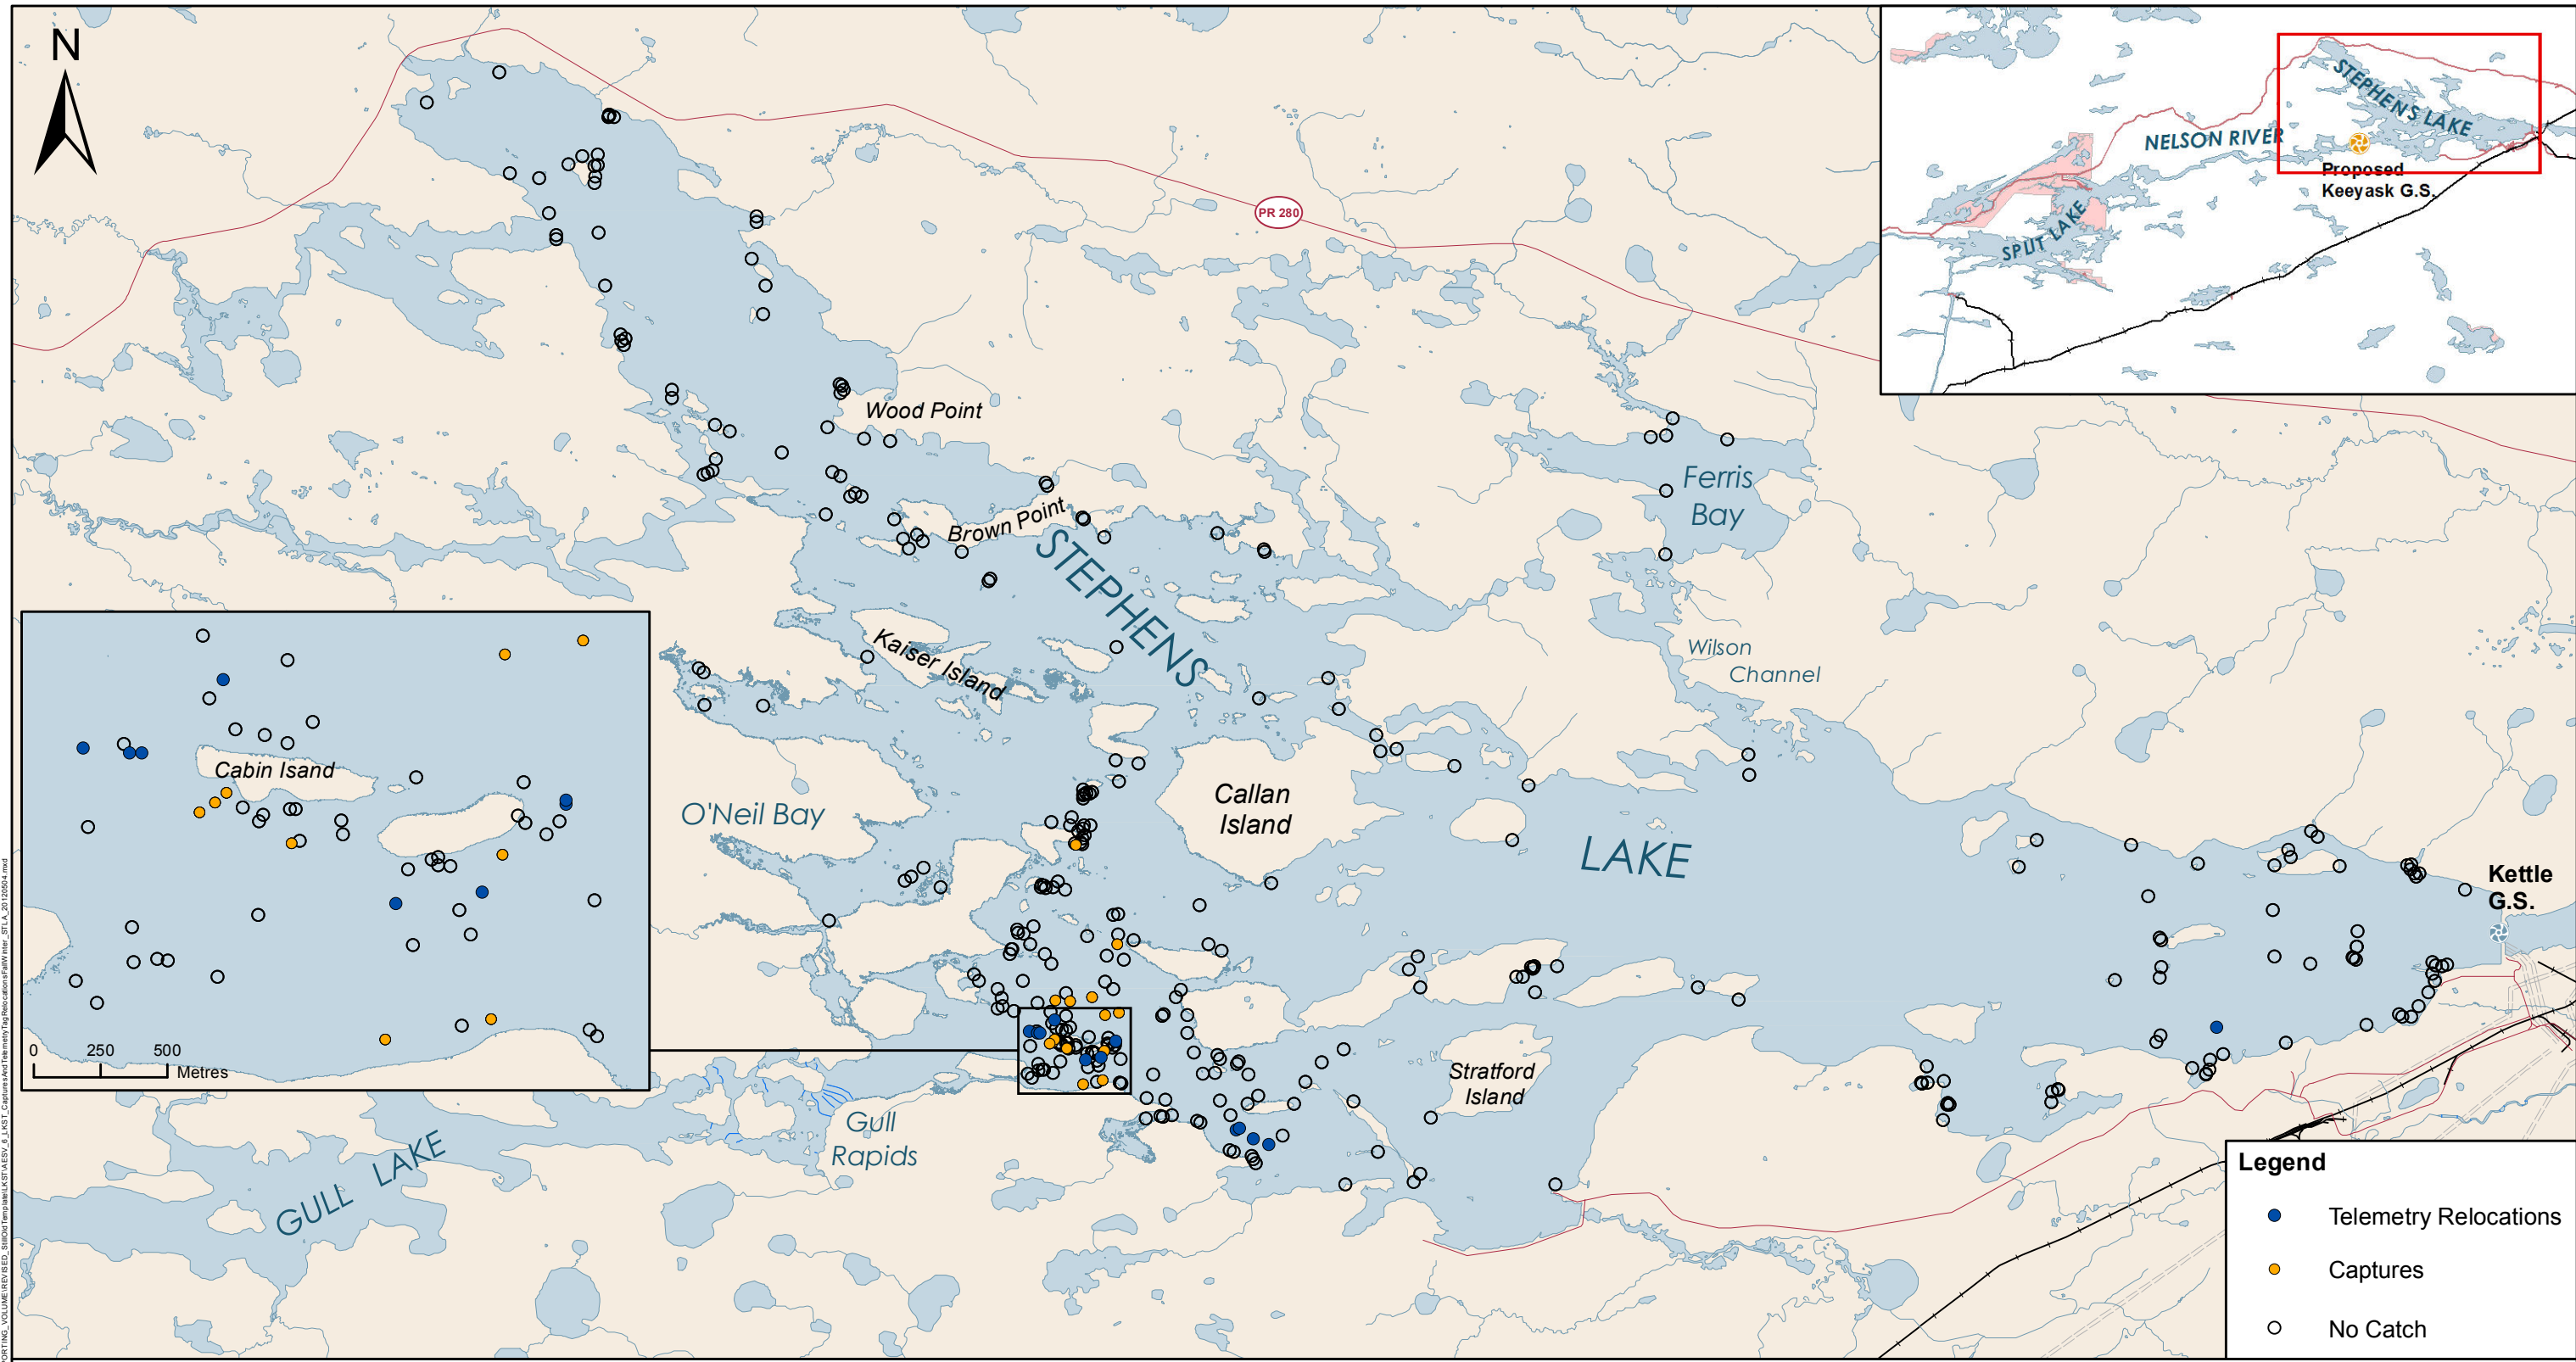 N
PR 280
STEPHENS LAKE
NELSON RIVER
Proposed
Keeyask G.S.
SPLIT LAKE
Wood Point
Brown Point
Ferris
Bay
STEPHENS
Kaiser Island
Wilson
Channel
Cabin Isand
O'Neil Bay
Callan
Island
LAKE
Kettle
G.S.
0 250 500
Metres
Stratford
Island
Gull
Rapids
GULL LAKE
Legend
Telemetry Relocations
Captures
No Catch